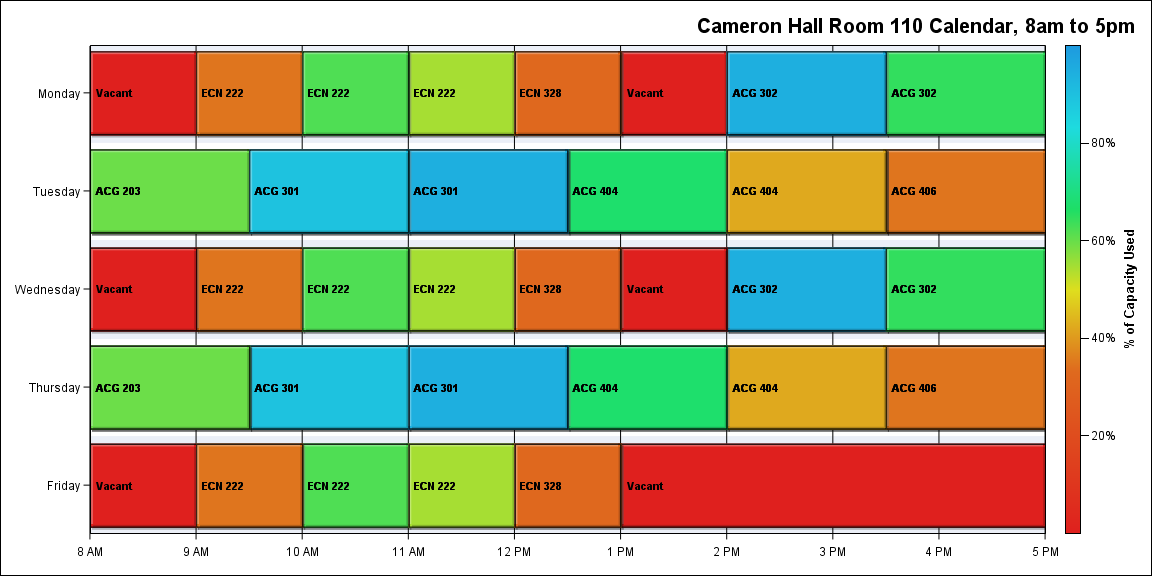 Cameron Hall Room 110 Calendar, 8am to 5pm
Monday
Vacant
ECN 222
ECN 222
ECN 222
ECN 328
Vacant
ACG 302
ACG 302
Tuesday
ACG 203
ACG 301
ACG 301
ACG 404
ACG 404
ACG 406
Wednesday
Vacant
ECN 222
ECN 222
ECN 222
ECN 328
Vacant
ACG 302
ACG 302
Thursday
ACG 203
ACG 301
ACG 301
ACG 404
ACG 404
ACG 406
Friday
Vacant
ECN 222
ECN 222
ECN 222
ECN 328
Vacant
8 AM
9 AM
10 AM
11 AM
12 PM
1 PM
2 PM
3 PM
4 PM
5 PM
80%
60%
40%
20%
% of Capacity Used